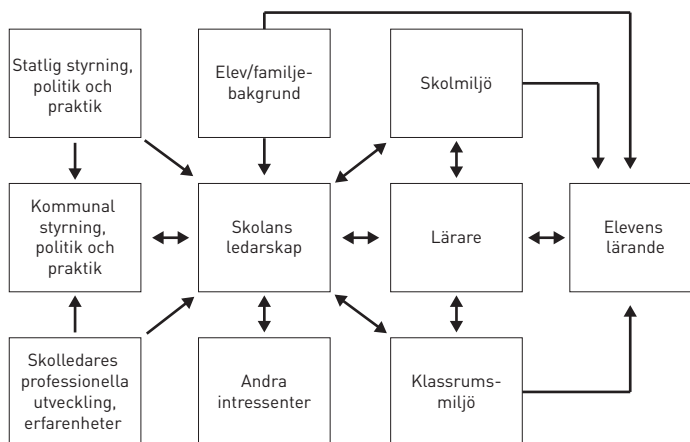 Statlig styrning,
politik och
praktik
Elev/familje-
bakgrund
Skolmiljö
Kommunal
styrning,
politik och
praktik
Skolans
ledarskap
Lärare
Elevens
lärande
Skolledares
professionella
utveckling,
erfarenheter
Andra
intressenter
Klassrums-
miljö